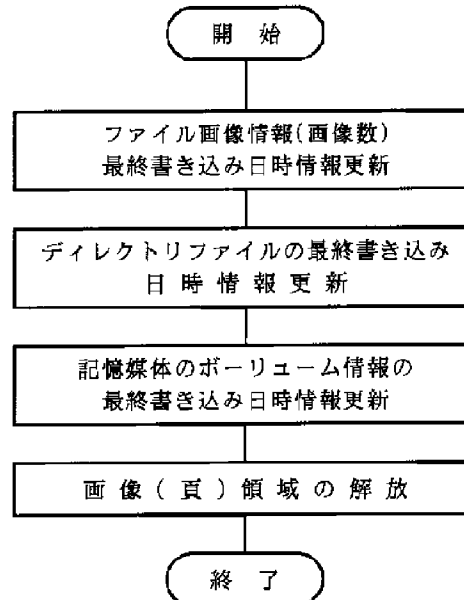 開始
ファイル画像情報(画像数)
最終書き込み日時情報更新
ディレクトリファイルの最終書き込み
日時情報更新
記憶媒体のボーリューム情報の
最終書き込み日時情報更新
画像(頁)領域の解放
終了